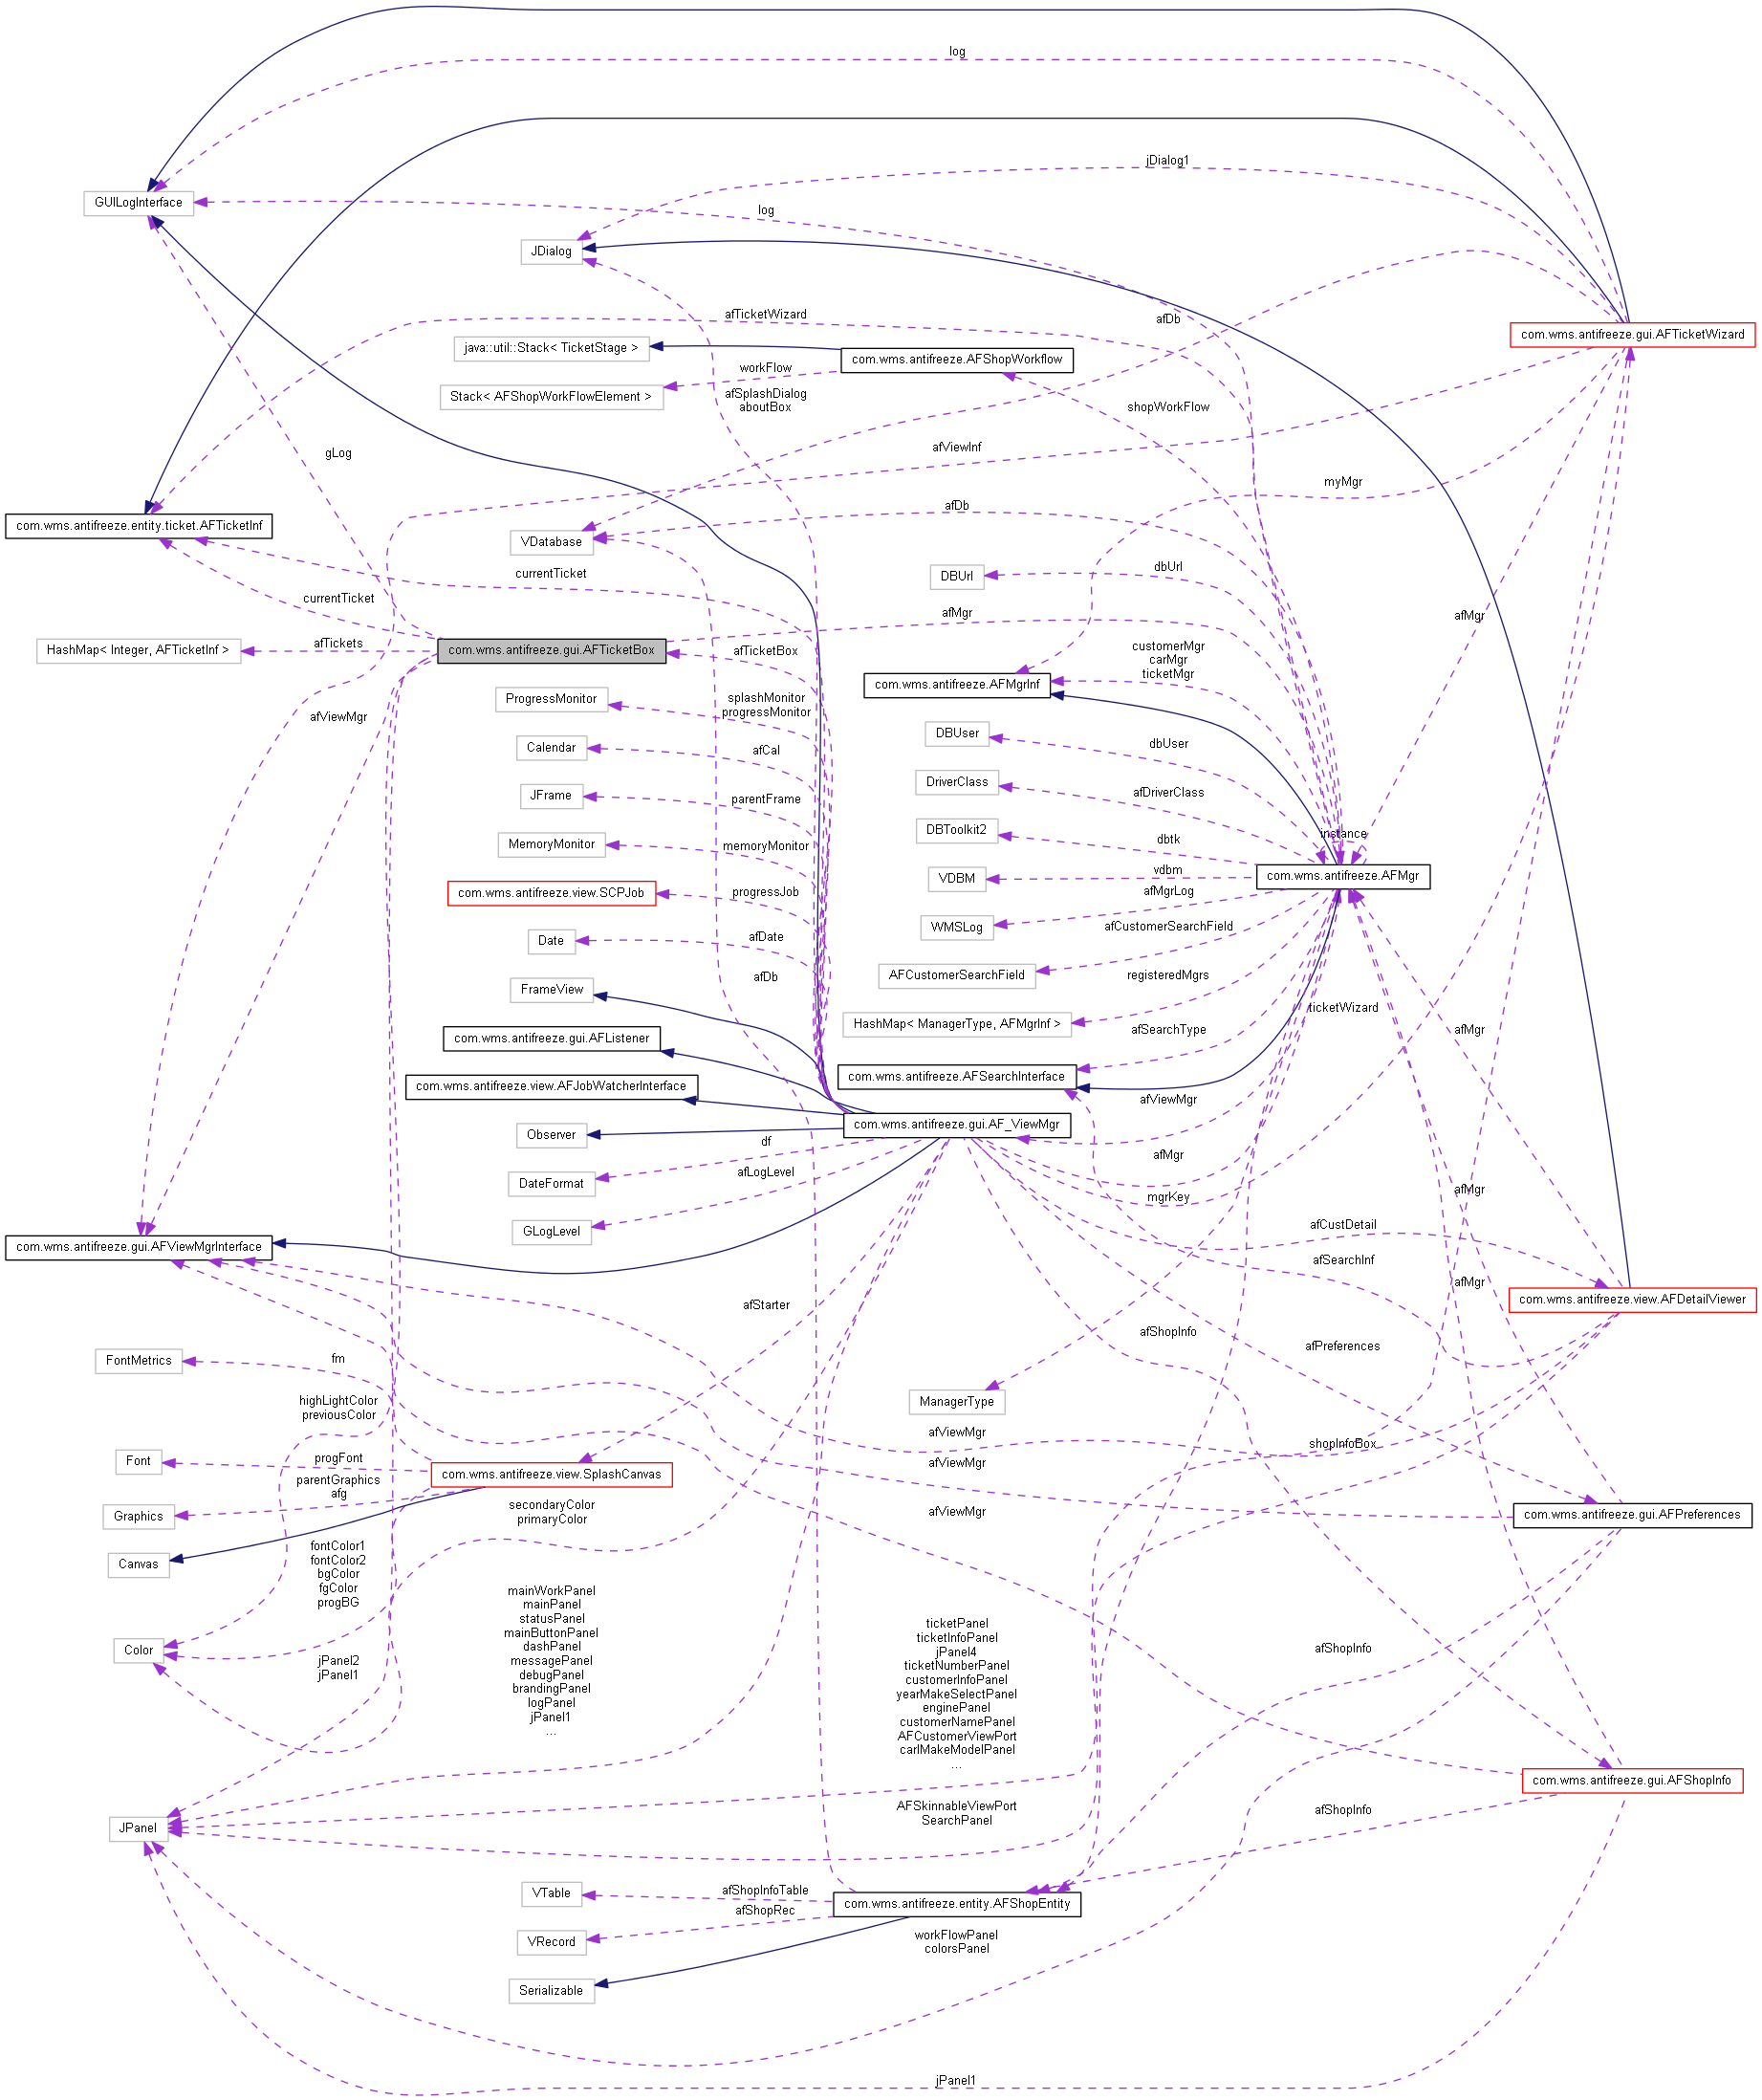 log
jDialog1
GUILogInterface
log
JDialog
afTicketWizard
afDb
com.wms.antifreeze.gui.AFTicketWizard
java::util::Stack< TicketStage >
com.wms.antifreeze.AFShopWorkflow
workFlow
Stack< AFShopWorkFlowElement >
afSplashDialog
aboutBox
shopWorkFlow
gLog
afViewInf
myMgr
com.wms.antifreeze.entity.ticket.AFTicketInf
afDb
VDatabase
currentTicket
dbUrl
DBUrl
currentTicket
afMgr
afMgr
HashMap< Integer, AFTicketInf >
afTickets
com.wms.antifreeze.gui.AFTicketBox
afTicketBox
customerMgr
carMgr
ticketMgr
com.wms.antifreeze.AFMgrInf
ProgressMonitor
splashMonitor
progressMonitor
afViewMgr
DBUser
dbUser
Calendar
afCal
DriverClass
afDriverClass
JFrame
parentFrame
DBToolkit2
dbtk
instance
MemoryMonitor
memoryMonitor
VDBM
vdbm
com.wms.antifreeze.AFMgr
com.wms.antifreeze.view.SCPJob
progressJob
afMgrLog
WMSLog
afCustomerSearchField
Date
afDate
AFCustomerSearchField
registeredMgrs
afDb
FrameView
HashMap< ManagerType, AFMgrInf >
ticketWizard
afSearchType
afMgr
com.wms.antifreeze.gui.AFListener
com.wms.antifreeze.AFSearchInterface
com.wms.antifreeze.view.AFJobWatcherInterface
afViewMgr
com.wms.antifreeze.gui.AF_ViewMgr
Observer
df
afMgr
afMgr
DateFormat
afLogLevel
mgrKey
GLogLevel
afCustDetail
com.wms.antifreeze.gui.AFViewMgrInterface
afSearchInf
afMgr
com.wms.antifreeze.view.AFDetailViewer
afStarter
afShopInfo
afPreferences
FontMetrics
fm
ManagerType
highLightColor
previousColor
afViewMgr
shopInfoBox
Font
progFont
com.wms.antifreeze.view.SplashCanvas
afViewMgr
parentGraphics
afg
Graphics
secondaryColor
primaryColor
afViewMgr
com.wms.antifreeze.gui.AFPreferences
Canvas
fontColor1
fontColor2
bgColor
fgColor
progBG
mainWorkPanel
mainPanel
statusPanel
mainButtonPanel
dashPanel
messagePanel
debugPanel
brandingPanel
logPanel
jPanel1
...
ticketPanel
ticketInfoPanel
jPanel4
ticketNumberPanel
customerInfoPanel
yearMakeSelectPanel
enginePanel
customerNamePanel
AFCustomerViewPort
carlMakeModelPanel
...
Color
jPanel2
jPanel1
afShopInfo
com.wms.antifreeze.gui.AFShopInfo
JPanel
AFSkinnableViewPort
SearchPanel
afShopInfo
VTable
afShopInfoTable
com.wms.antifreeze.entity.AFShopEntity
afShopRec
VRecord
workFlowPanel
colorsPanel
Serializable
jPanel1